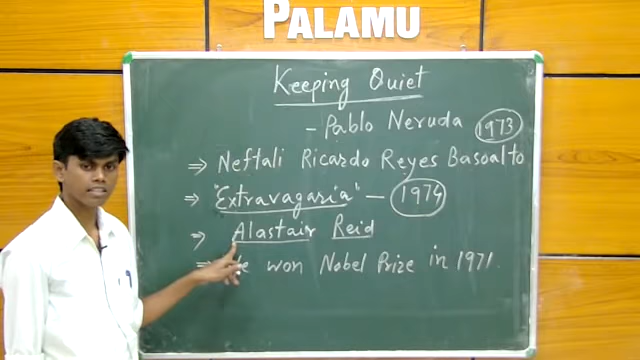 PALAMU
Keeping Quiet
- Pablo Neruda 1973
⇒ Neftali Ricardo Reyes Basoalto
⇒ "Extravagaria" — 1974
⇒ Alastair Reid
⇒ He won Nobel Prize in 1971.